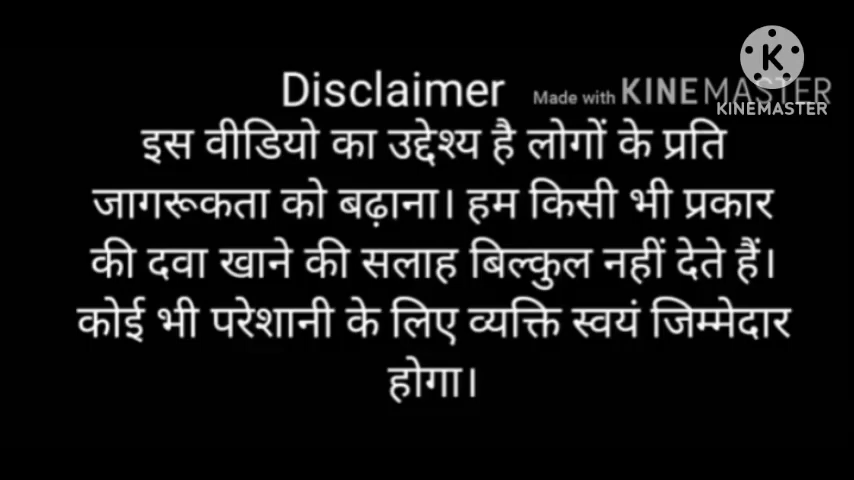 Disclaimer
Made with KINEMASTER
KINEMASTER
इस वीडियो का उद्देश्य है लोगों के प्रति
जागरूकता को बढ़ाना। हम किसी भी प्रकार
की दवा खाने की सलाह बिल्कुल नहीं देते हैं।
कोई भी परेशानी के लिए व्यक्ति स्वयं जिम्मेदार
होगा।